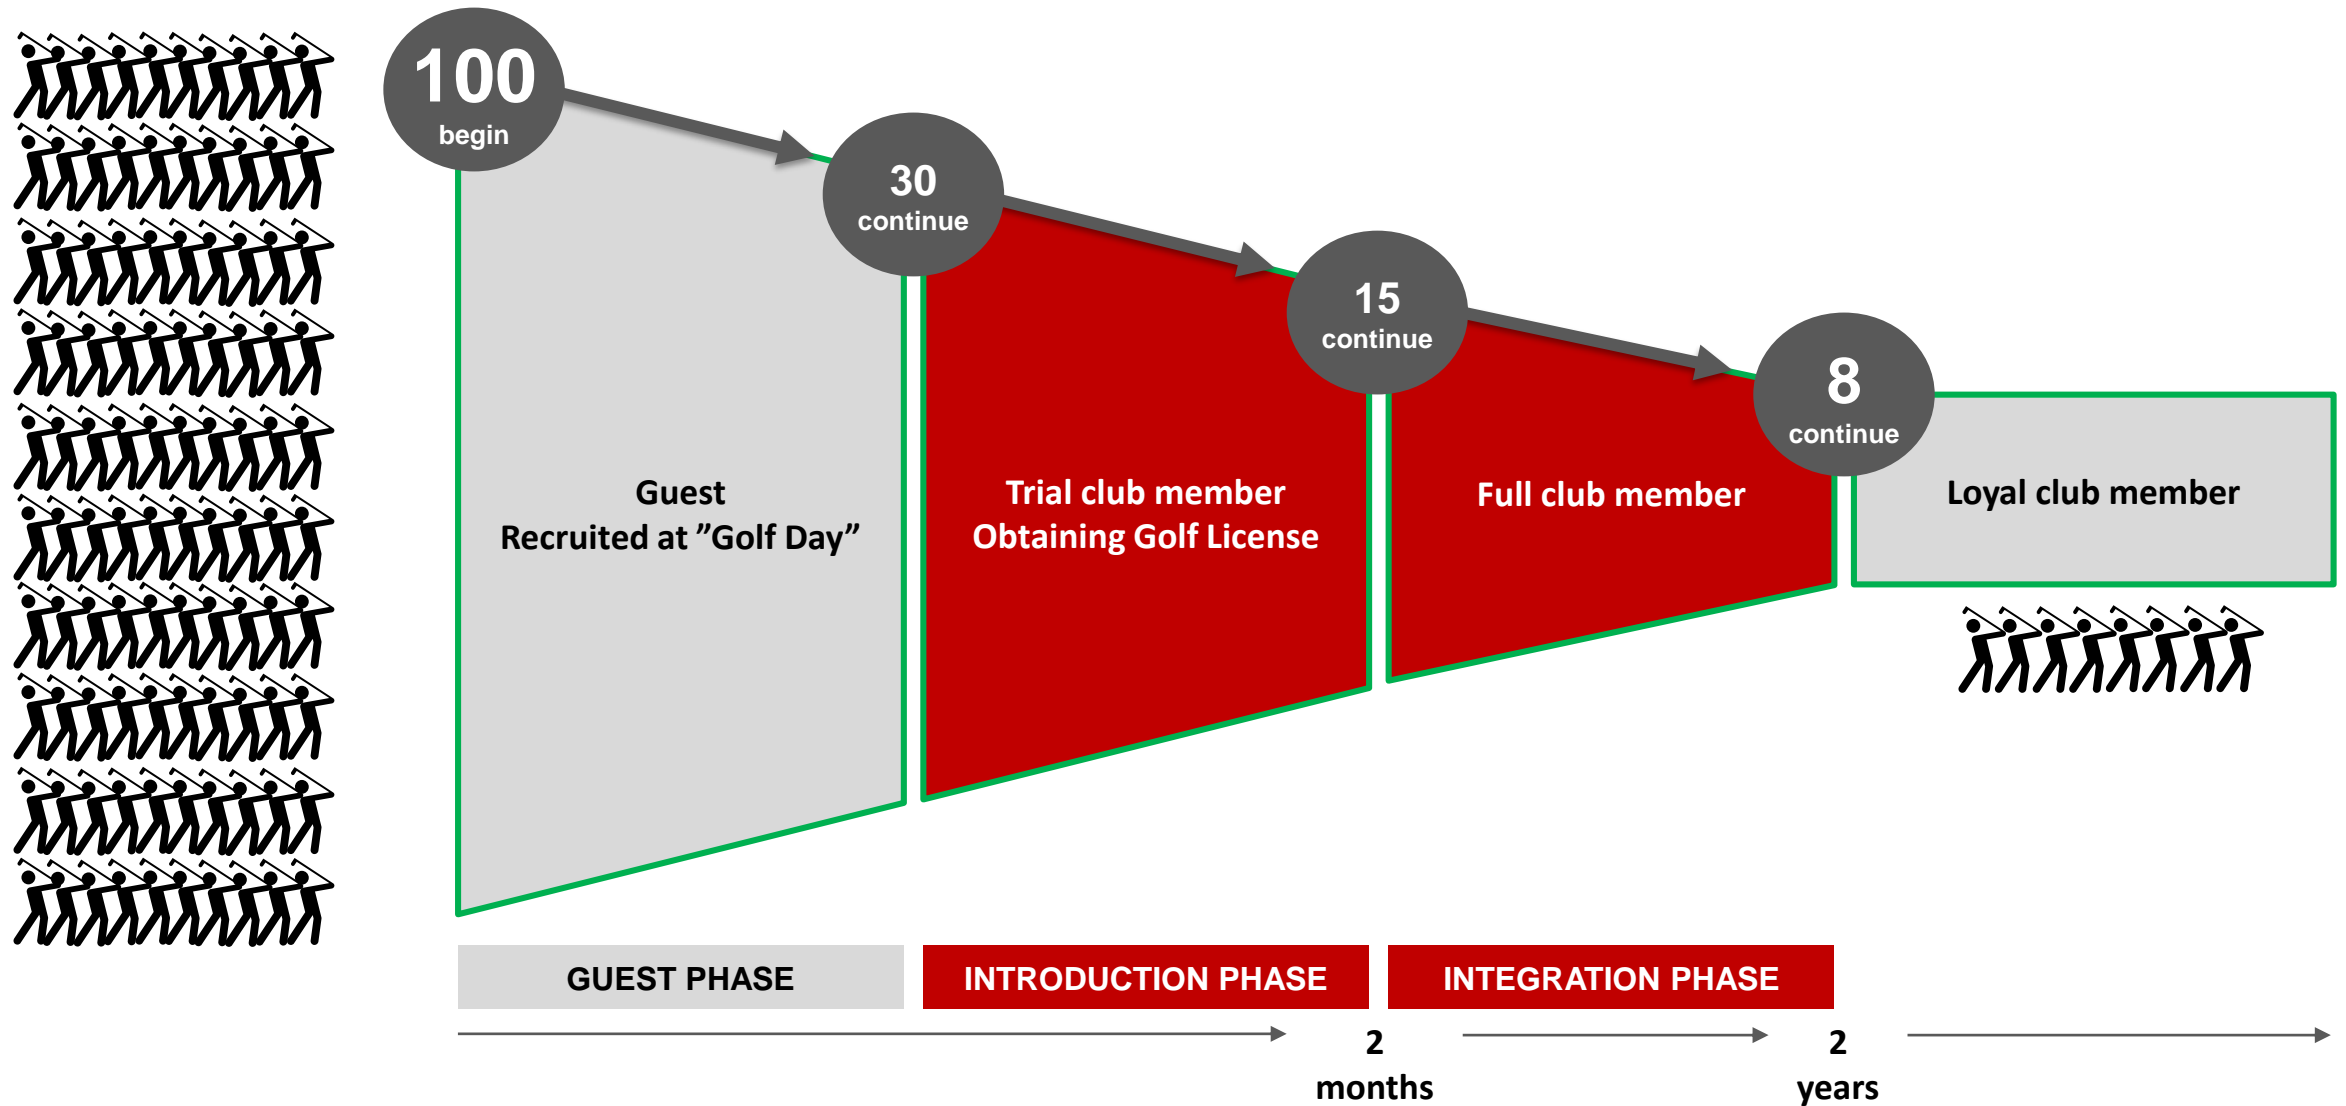 100
begin
30
continue
15
continue
8
continue
Guest
Recruited at ”Golf Day”
Trial club member
Obtaining Golf License
Full club member
Loyal club member
GUEST PHASE
INTRODUCTION PHASE
INTEGRATION PHASE
2
months
2
years